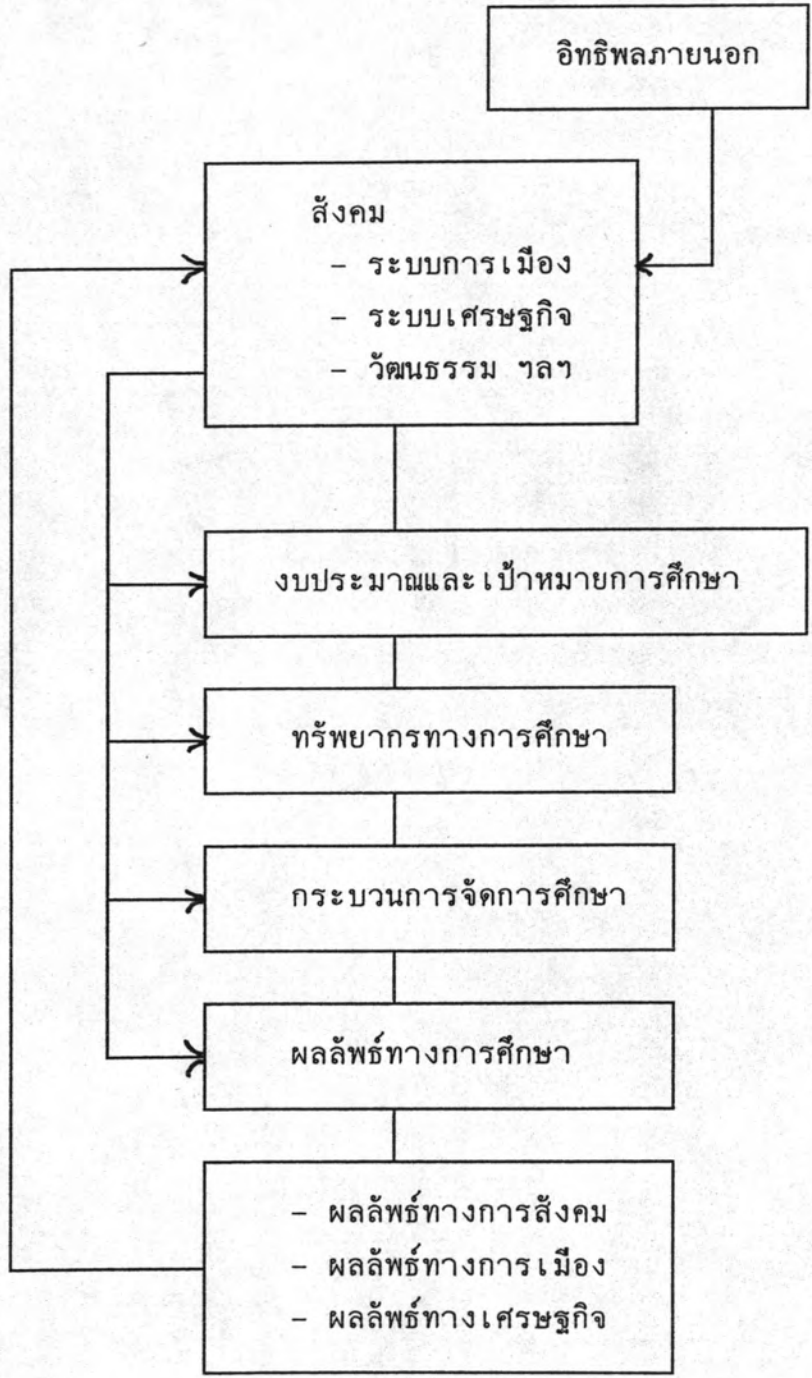 อิทธิพลภายนอก
สังคม
- ระบบการเมือง
- ระบบเศรษฐกิจ
- วัฒนธรรม ฯลฯ
งบประมาณและเป้าหมายการศึกษา
ทรัพยากรทางการศึกษา
กระบวนการจัดการศึกษา
ผลลัพธ์ทางการศึกษา
- ผลลัพธ์ทางการสังคม
- ผลลัพธ์ทางการเมือง
- ผลลัพธ์ทางเศรษฐกิจ